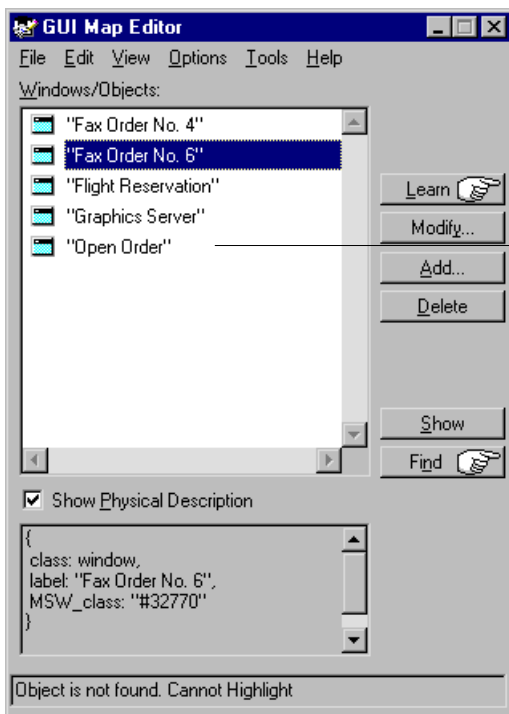 GUI Map Editor
File Edit View Options Tools Help
Windows/Objects:
"Fax Order No. 4"
"Fax Order No. 6"
"Flight Reservation"
"Graphics Server"
"Open Order"
Learn
Modify...
Add...
Delete
Show
Find
Show Physical Description
{
class: window,
label: "Fax Order No. 6",
MSW_class: "#32770"
}
Object is not found. Cannot Highlight